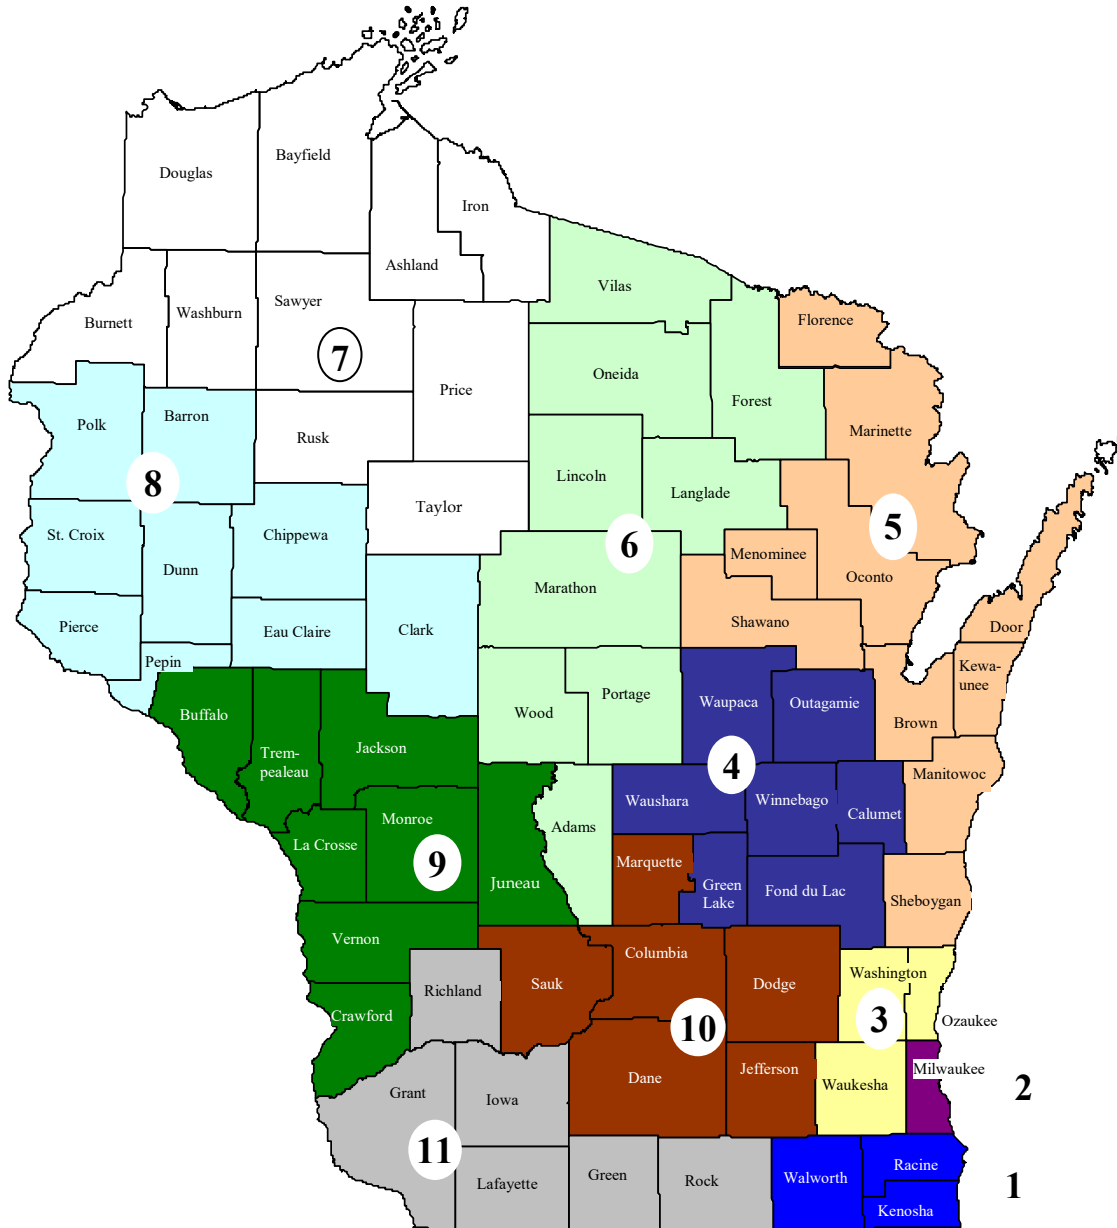 Bayfield
Douglas
Iron
Ashland
Vilas
Sawyer
Washburn
Burnett
Florence
7
Oneida
Price
Forest
Barron
Polk
Rusk
Marinette
Lincoln
8
Langlade
Taylor
5
St. Croix
Chippewa
6
Menominee
Dunn
Oconto
Marathon
Pierce
Eau Claire
Clark
Shawano
Door
Pepin
Kewa-
unee
Portage
Waupaca
Outagamie
Buffalo
Wood
Brown
Jackson
Trem-
pealeau
4
Manitowoc
Waushara
Winnebago
Monroe
Adams
Calumet
La Crosse
9
Marquette
Juneau
Green
Lake
Fond du Lac
Sheboygan
Vernon
Columbia
Washington
Richland
Sauk
Dodge
Crawford
10
3
Ozaukee
Milwaukee
Jefferson
Dane
Waukesha
2
Grant
Iowa
11
Racine
Green
Rock
Walworth
Lafayette
1
Kenosha